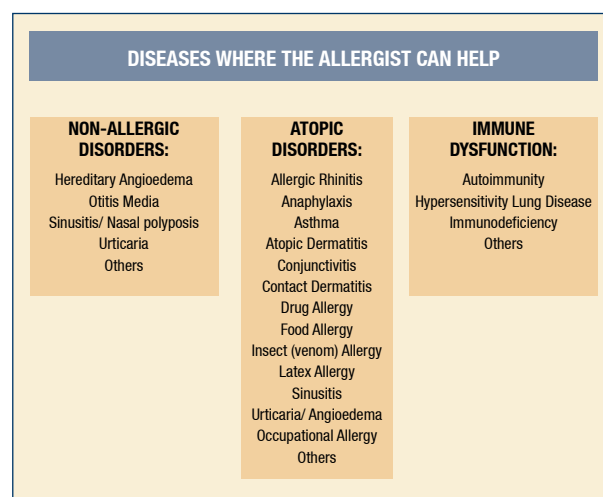 DISEASES WHERE THE ALLERGIST CAN HELP
NON-ALLERGIC
DISORDERS:
Hereditary Angioedema
Otitis Media
Sinusitis/ Nasal polyposis
Urticaria
Others
ATOPIC
DISORDERS:
Allergic Rhinitis
Anaphylaxis
Asthma
Atopic Dermatitis
Conjunctivitis
Contact Dermatitis
Drug Allergy
Food Allergy
Insect (venom) Allergy
Latex Allergy
Sinusitis
Urticaria/ Angioedema
Occupational Allergy
Others
IMMUNE
DYSFUNCTION:
Autoimmunity
Hypersensitivity Lung Disease
Immunodeficiency
Others